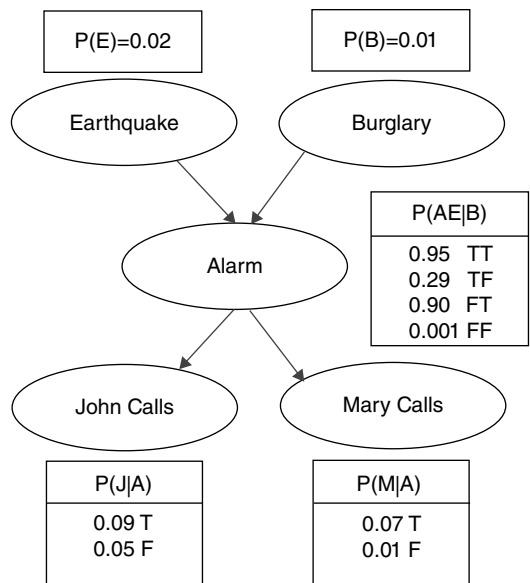 P(E)=0.02
P(B)=0.01
Earthquake
Burglary
P(AE|B)
0.95 TT
0.29 TF
0.90 FT
0.001 FF
Alarm
John Calls
Mary Calls
P(J|A)
0.09 T
0.05 F
P(M|A)
0.07 T
0.01 F